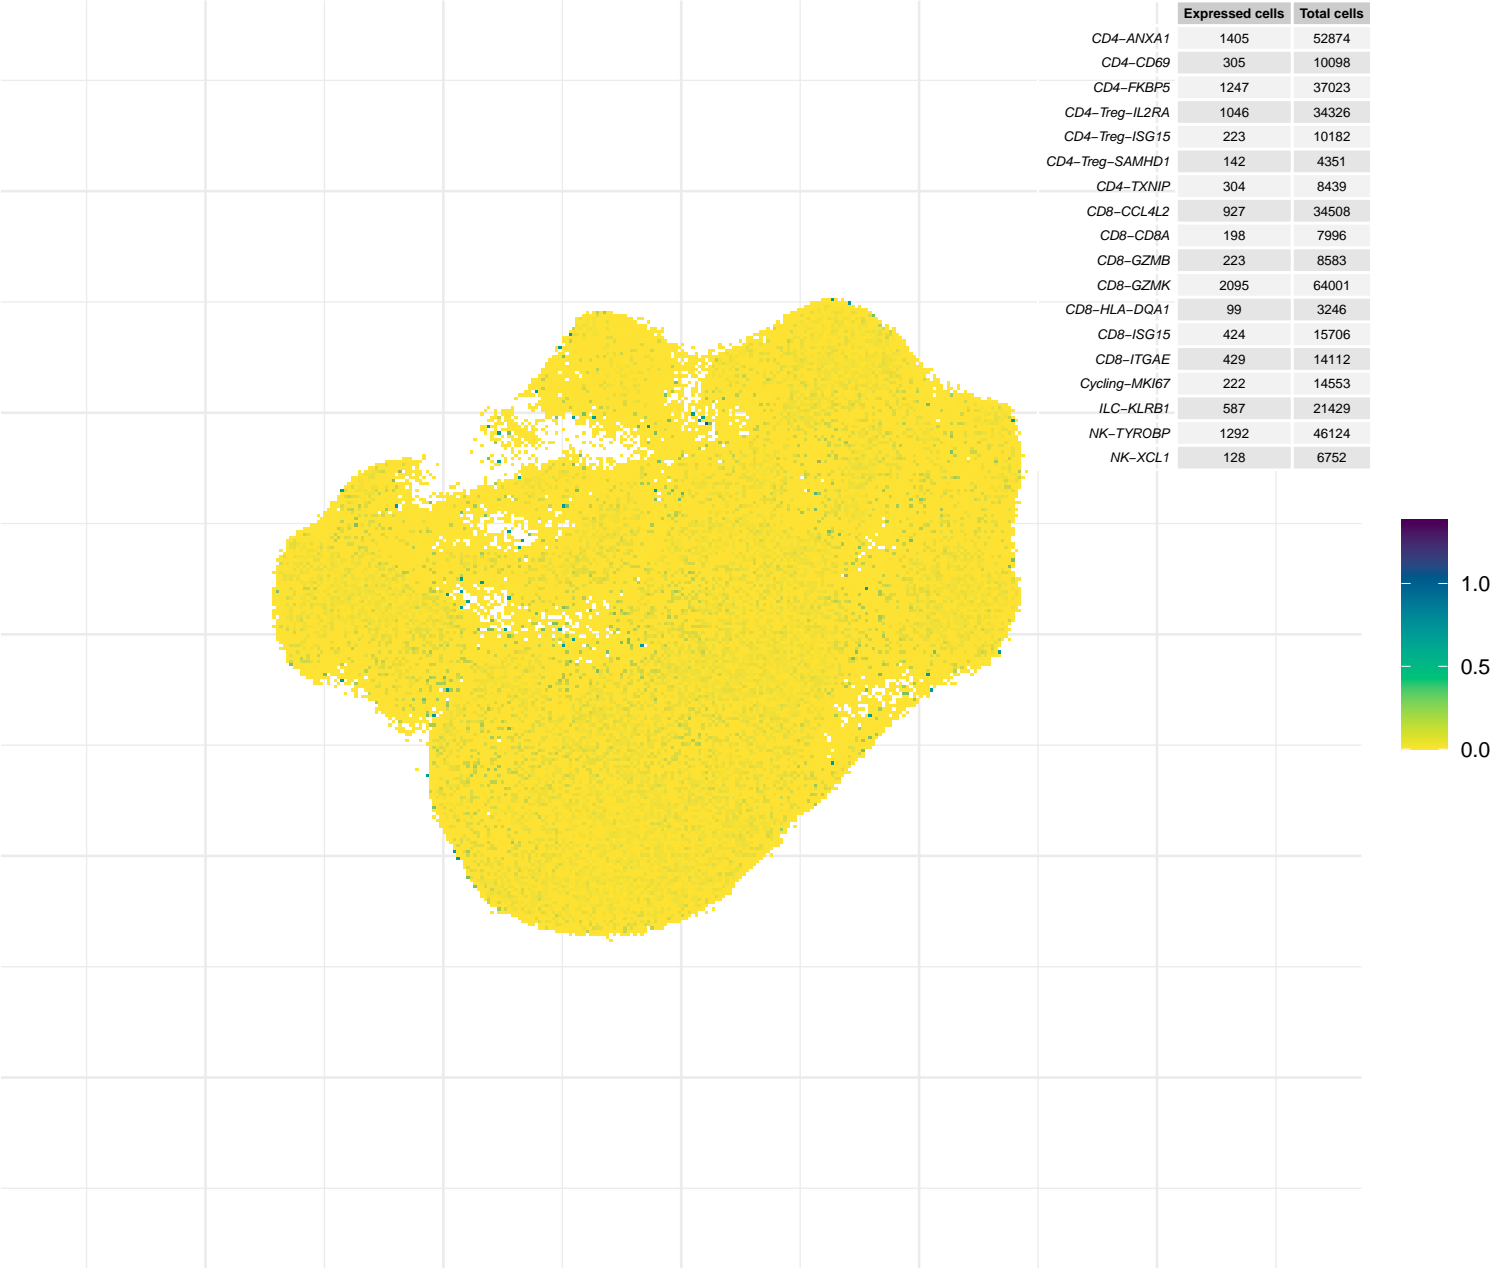 Expressed cells Total cells
CD4−ANXA1 1405 52874
CD4−CD69 305 10098
CD4−FKBP5 1247 37023
CD4−Treg−IL2RA 1046 34326
CD4−Treg−ISG15 223 10182
CD4−Treg−SAMHD1 142 4351
CD4−TXNIP 304 8439
CD8−CCL4L2 927 34508
CD8−CD8A 198 7996
CD8−GZMB 223 8583
CD8−GZMK 2095 64001
CD8−HLA−DQA1 99 3246
CD8−ISG15 424 15706
CD8−ITGAE 429 14112
Cycling−MKI67 222 14553
ILC−KLRB1 587 21429
NK−TYROBP 1292 46124
NK−XCL1 128 6752
1.0
0.5
0.0